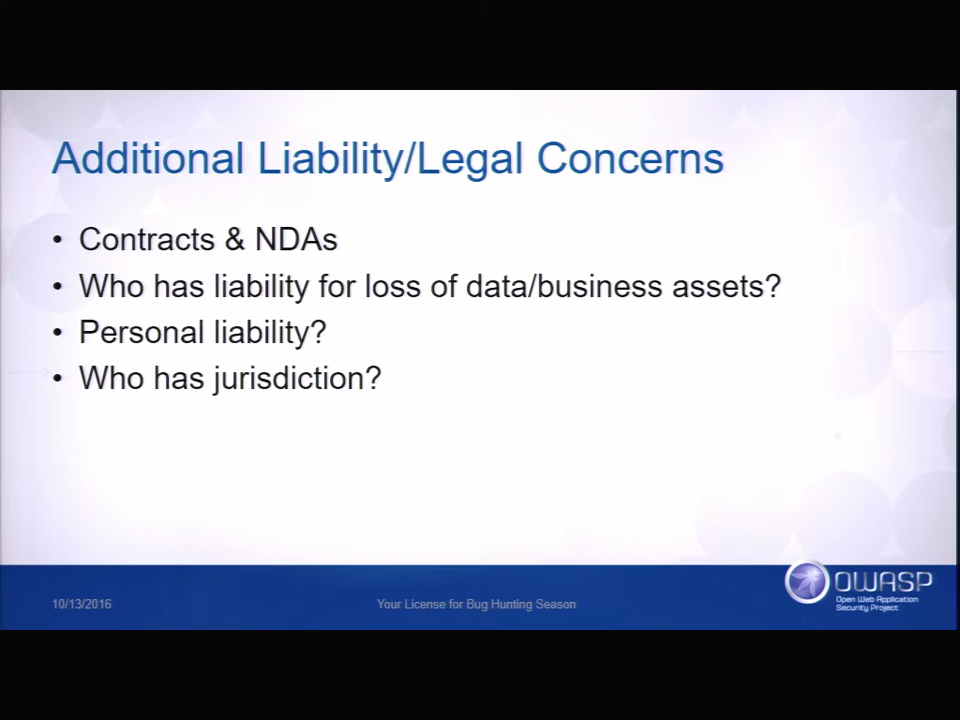 Additional Liability/Legal Concerns
• Contracts & NDAs
• Who has liability for loss of data/business assets?
• Personal liability?
• Who has jurisdiction?
10/13/2016
Your License for Bug Hunting Season
OWASP
Open Web Application
Security Project